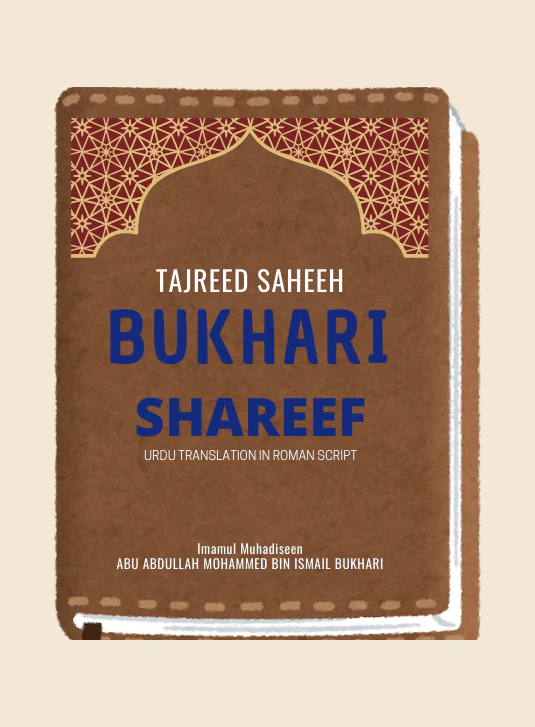 TAJREED SAHEEH
BUKHARI
SHAREEF
URDU TRANSLATION IN ROMAN SCRIPT
Imamul Muhadiseen
ABU ABDULLAH MOHAMMED BIN ISMAIL BUKHARI